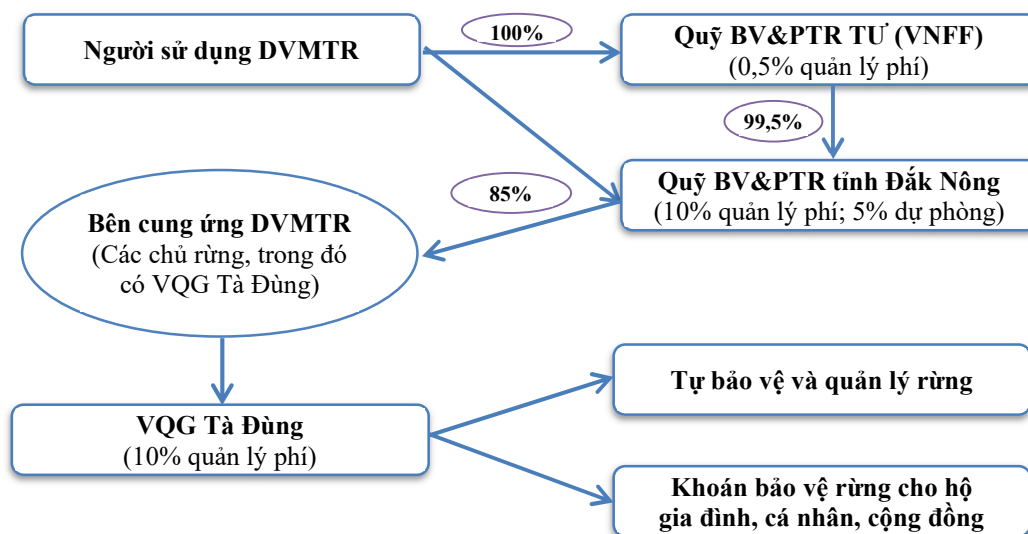 Người sử dụng DVMTR
100%
Quỹ BV&PTR TƯ (VNFF)
(0,5% quản lý phí)
99,5%
85%
Quỹ BV&PTR tỉnh Đắk Nông
(10% quản lý phí; 5% dự phòng)
Bên cung ứng DVMTR
(Các chủ rừng, trong đó
có VQG Tà Đùng)
Tự bảo vệ và quản lý rừng
VQG Tà Đùng
(10% quản lý phí)
Khoán bảo vệ rừng cho hộ
gia đình, cá nhân, cộng đồng